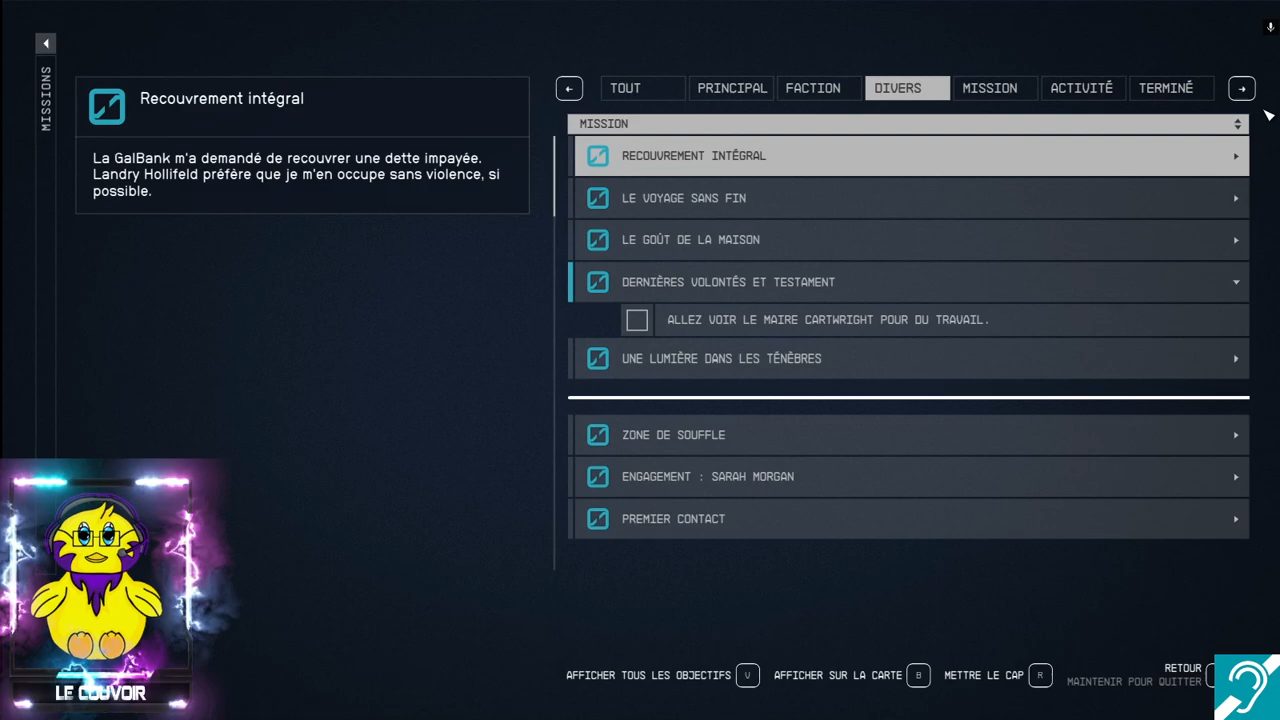 MISSIONS
Recouvrement intégral
La GalBank m'a demandé de recouvrer une dette impayée.
Landry Hollifeld préfère que je m'en occupe sans violence, si
possible.
TOUT
PRINCIPAL
FACTION
DIVERS
MISSION
ACTIVITÉ
TERMINÉ
MISSION
RECOUVREMENT INTÉGRAL
LE VOYAGE SANS FIN
LE GOÛT DE LA MAISON
DERNIÈRES VOLONTÉS ET TESTAMENT
ALLEZ VOIR LE MAIRE CARTWRIGHT POUR DU TRAVAIL.
UNE LUMIÈRE DANS LES TÉNÈBRES
ZONE DE SOUFFLE
ENGAGEMENT : SARAH MORGAN
PREMIER CONTACT
LE COUVOIR
AFFICHER TOUS LES OBJECTIFS V
AFFICHER SUR LA CARTE B
METTRE LE CAP R
RETOUR
MAINTENIR POUR QUITTER